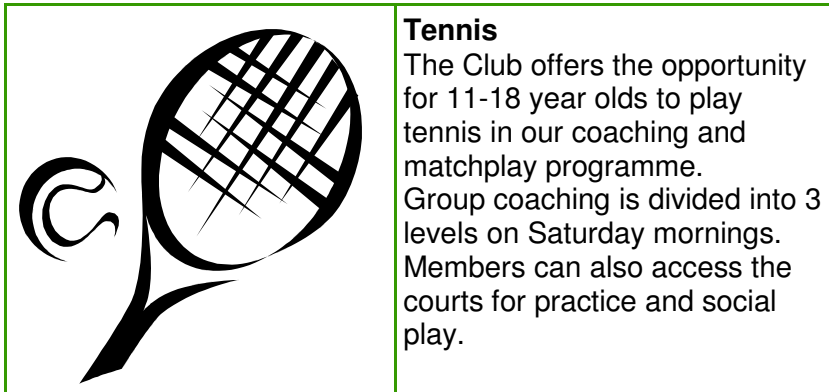 Tennis
The Club offers the opportunity
for 11-18 year olds to play
tennis in our coaching and
matchplay programme.
Group coaching is divided into 3
levels on Saturday mornings.
Members can also access the
courts for practice and social
play.